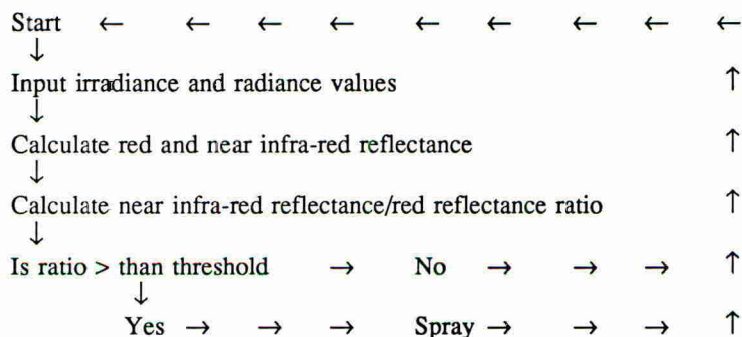 Start ← ← ← ← ← ← ← ← ←
↓
Input irradiance and radiance values ↑
↓
Calculate red and near infra-red reflectance ↑
↓
Calculate near infra-red reflectance/red reflectance ratio ↑
↓
Is ratio > than threshold → No → → → ↑
↓
Yes → → → Spray → → → ↑